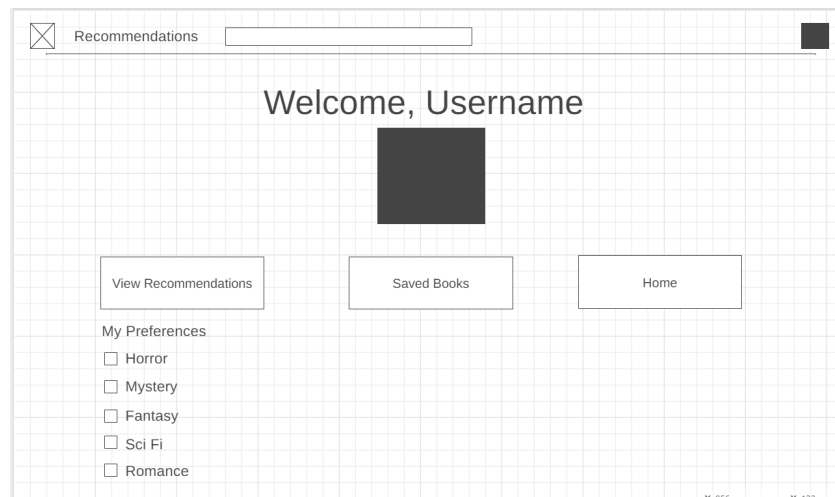 Recommendations
Welcome, Username
View Recommendations
Saved Books
Home
My Preferences
Horror
Mystery
Fantasy
Sci Fi
Romance